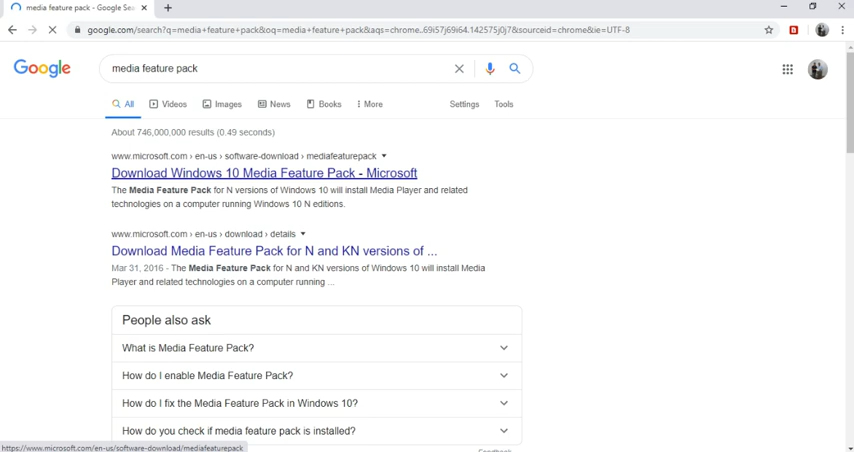 media feature pack - Google Sea
google.com/search?q=media+feature+pack&oq=media+feature+pack&aqs=chrome..69i57j69i64.142575j0j7&sourceid=chrome&ie=UTF-8
Google
media feature pack
All Videos Images News Books More Settings Tools
About 746,000,000 results (0.49 seconds)
www.microsoft.com › en-us › software-download › mediafeaturepack
Download Windows 10 Media Feature Pack - Microsoft
The Media Feature Pack for N versions of Windows 10 will install Media Player and related
technologies on a computer running Windows 10 N editions.
www.microsoft.com › en-us › download › details
Download Media Feature Pack for N and KN versions of ...
Mar 31, 2016 - The Media Feature Pack for N and KN versions of Windows 10 will install Media
Player and related technologies on a computer running ...
People also ask
What is Media Feature Pack?
How do I enable Media Feature Pack?
How do I fix the Media Feature Pack in Windows 10?
How do you check if media feature pack is installed?
https://www.microsoft.com/en-us/software-download/mediafeaturepack